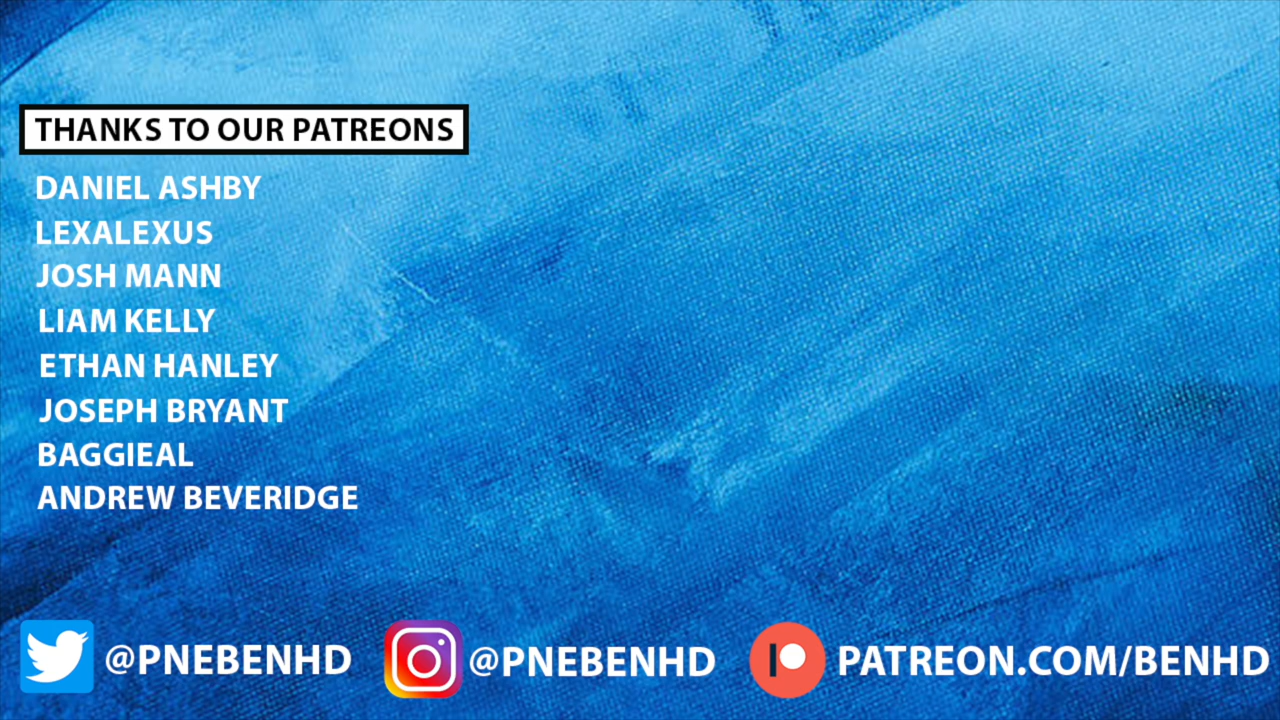 THANKS TO OUR PATREONS
DANIEL ASHBY
LEXALEXUS
JOSH MANN
LIAM KELLY
ETHAN HANLEY
JOSEPH BRYANT
BAGGIEAL
ANDREW BEVERIDGE
@PNEBENHD @PNEBENHD PATREON.COM/BENHD